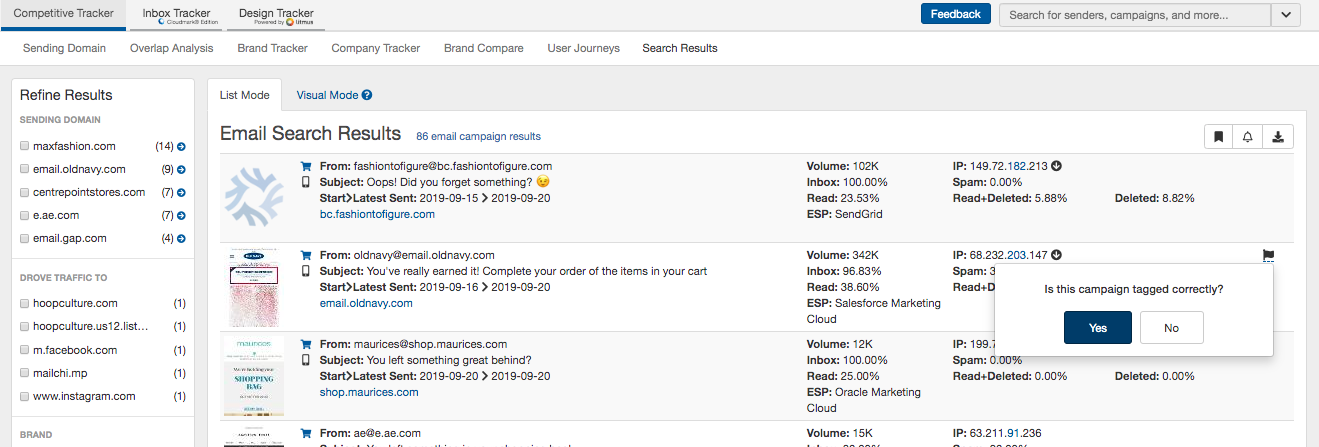 Competitive Tracker
Inbox Tracker
Cloudmark® Edition
Design Tracker
Powered by litmus
Feedback
Search for senders, campaigns, and more...
Sending Domain
Overlap Analysis
Brand Tracker
Company Tracker
Brand Compare
User Journeys
Search Results
Refine Results
SENDING DOMAIN
maxfashion.com (14)
email.oldnavy.com (9)
centrepointstores.com (7)
e.ae.com (7)
email.gap.com (4)
DROVE TRAFFIC TO
hoopculture.com (1)
hoopculture.us12.list... (1)
m.facebook.com (1)
mailchi.mp (1)
www.instagram.com (1)
BRAND
List Mode
Visual Mode ?
Email Search Results 86 email campaign results
From: fashiontofigure@bc.fashiontofigure.com
Subject: Oops! Did you forget something? 😉
Start>Latest Sent: 2019-09-15 > 2019-09-20
bc.fashiontofigure.com
Volume: 102K
Inbox: 100.00%
Read: 23.53%
ESP: SendGrid
IP: 149.72.182.213
Spam: 0.00%
Read+Deleted: 5.88%
Deleted: 8.82%
OLD NAVY
From: oldnavy@email.oldnavy.com
Subject: You've really earned it! Complete your order of the items in your cart
Start>Latest Sent: 2019-09-16 > 2019-09-20
email.oldnavy.com
Volume: 342K
Inbox: 96.83%
Read: 38.60%
ESP: Salesforce Marketing
Cloud
IP: 68.232.203.147
Spam: 3
Read+D
Is this campaign tagged correctly?
Yes
No
maurices
We're holding your
SHOPPING
BAG
From: maurices@shop.maurices.com
Subject: You left something great behind?
Start>Latest Sent: 2019-09-20 > 2019-09-20
shop.maurices.com
Volume: 12K
Inbox: 100.00%
Read: 25.00%
ESP: Oracle Marketing
Cloud
IP: 199.7
Spam: 0.00%
Read+Deleted: 0.00%
Deleted: 0.00%
From: ae@e.ae.com
Volume: 15K
IP: 63.211.91.236